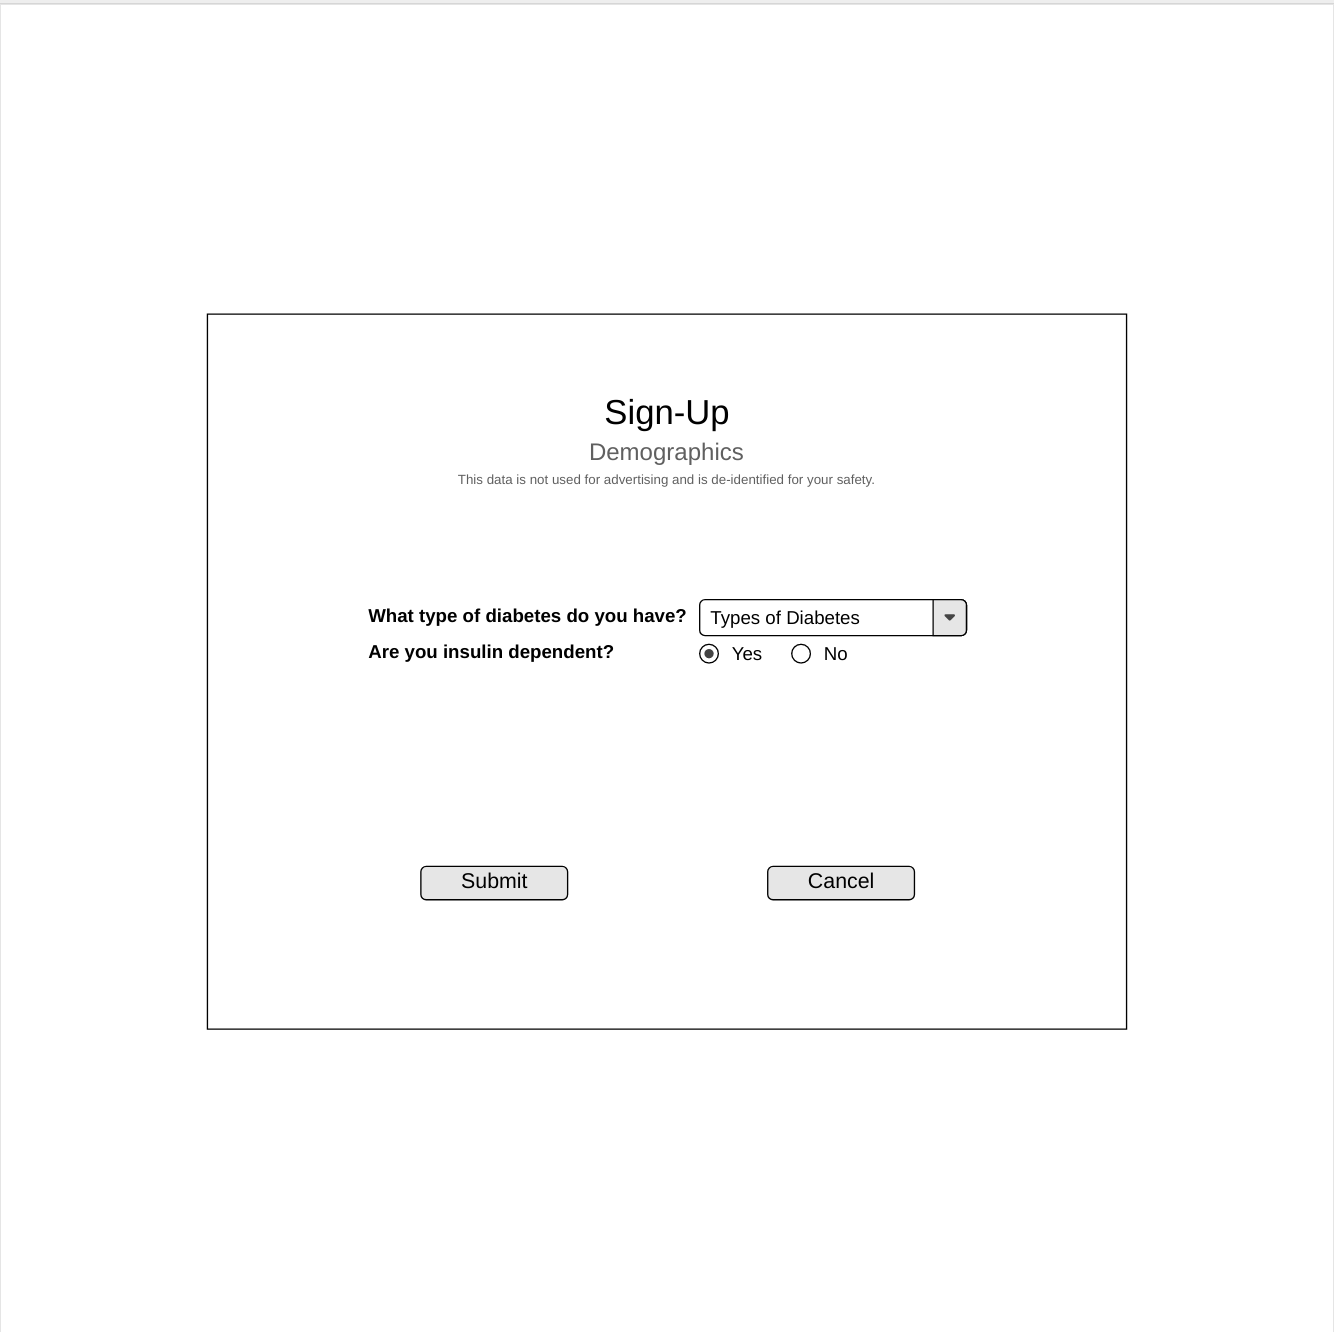 Sign-Up
Demographics
This data is not used for advertising and is de-identified for your safety.
What type of diabetes do you have? Types of Diabetes
Are you insulin dependent? Yes No
Submit Cancel